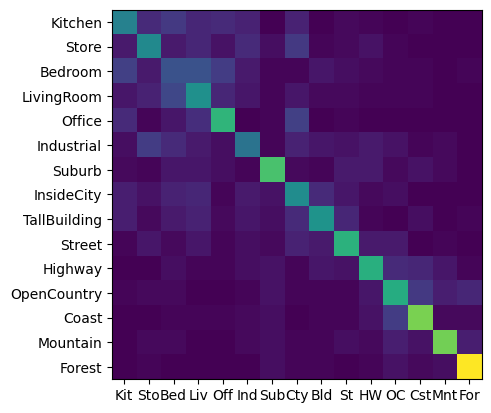 Kitchen
Store
Bedroom
LivingRoom
Office
Industrial
Suburb
InsideCity
TallBuilding
Street
Highway
OpenCountry
Coast
Mountain
Forest
Kit Sto Bed Liv Off Ind Sub Cty Bld St HW OC Cst Mnt For